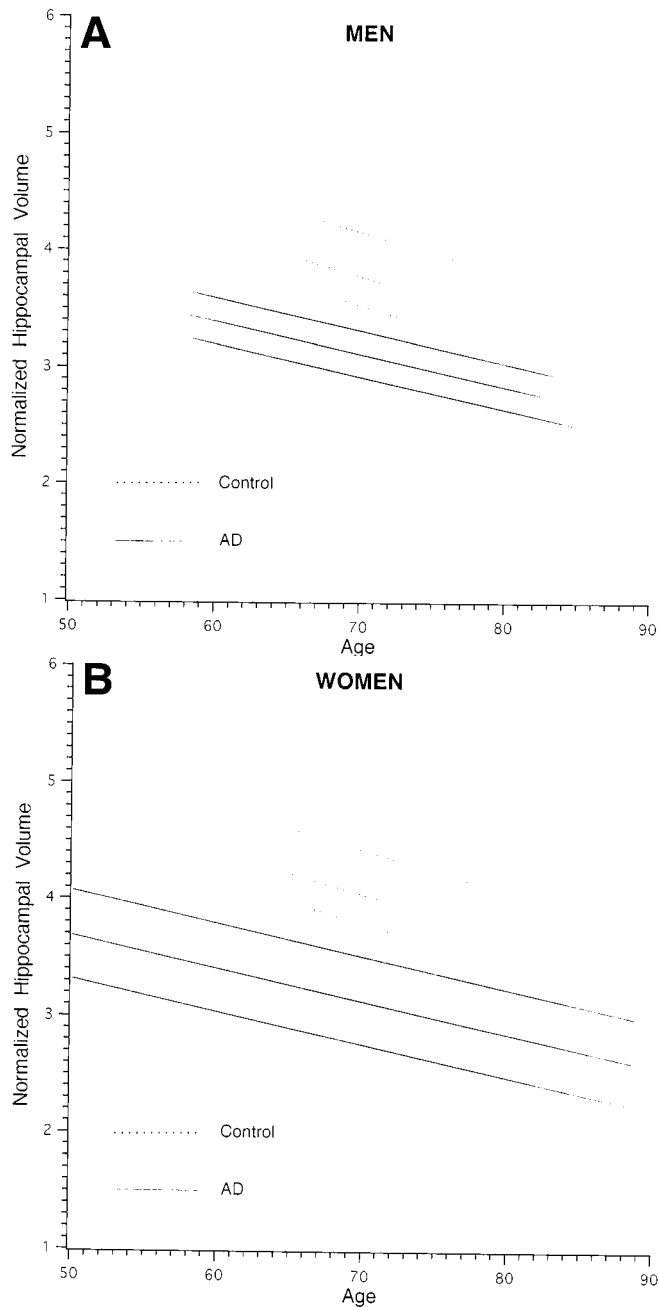 A
MEN
6
5
4
3
2
1
Normalized Hippocampal Volume
Control
AD
50 60 70 80 90
Age
B
WOMEN
6
5
4
3
2
1
Normalized Hippocampal Volume
Control
AD
50 60 70 80 90
Age